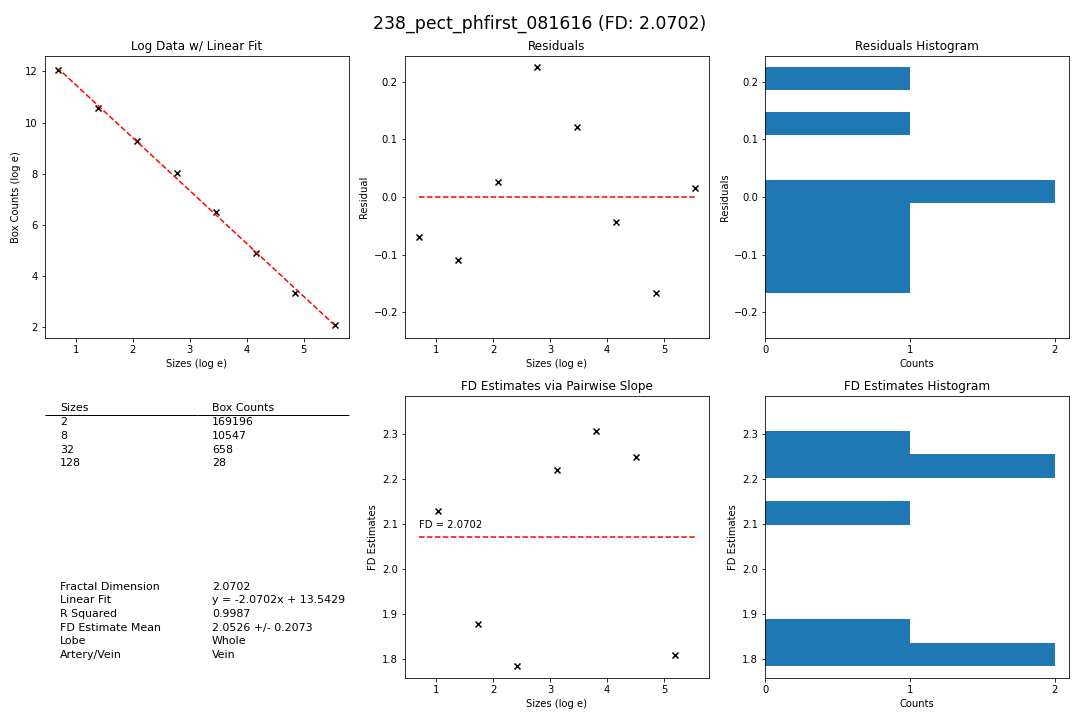 238_pect_phfirst_081616 (FD: 2.0702)
Log Data w/ Linear Fit
Box Counts (log e)
12
10
8
6
4
2
1 2 3 4 5
Sizes (log e)
Residuals
Residual
0.2
0.1
0.0
−0.1
−0.2
1 2 3 4 5
Sizes (log e)
Residuals Histogram
Residuals
0.2
0.1
0.0
−0.1
−0.2
0 1 2
Counts
Sizes Box Counts
2 169196
8 10547
32 658
128 28
Fractal Dimension 2.0702
Linear Fit y = -2.0702x + 13.5429
R Squared 0.9987
FD Estimate Mean 2.0526 +/- 0.2073
Lobe Whole
Artery/Vein Vein
FD Estimates via Pairwise Slope
FD Estimates
2.3
2.2
2.1
2.0
1.9
1.8
FD = 2.0702
1 2 3 4 5
Sizes (log e)
FD Estimates Histogram
FD Estimates
2.3
2.2
2.1
2.0
1.9
1.8
0 1 2
Counts